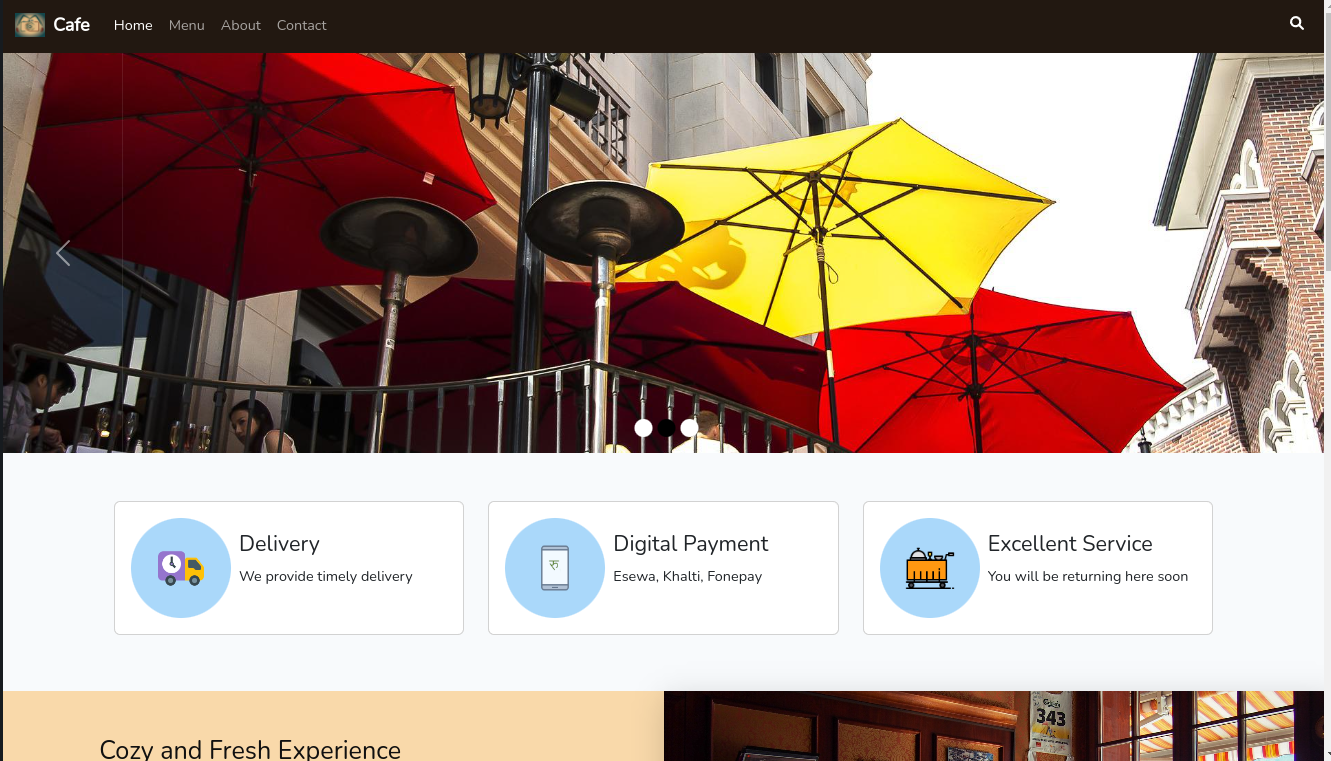 Cafe Home Menu About Contact
Delivery
We provide timely delivery
रु
Digital Payment
Esewa, Khalti, Fonepay
Excellent Service
You will be returning here soon
Cozy and Fresh Experience
343